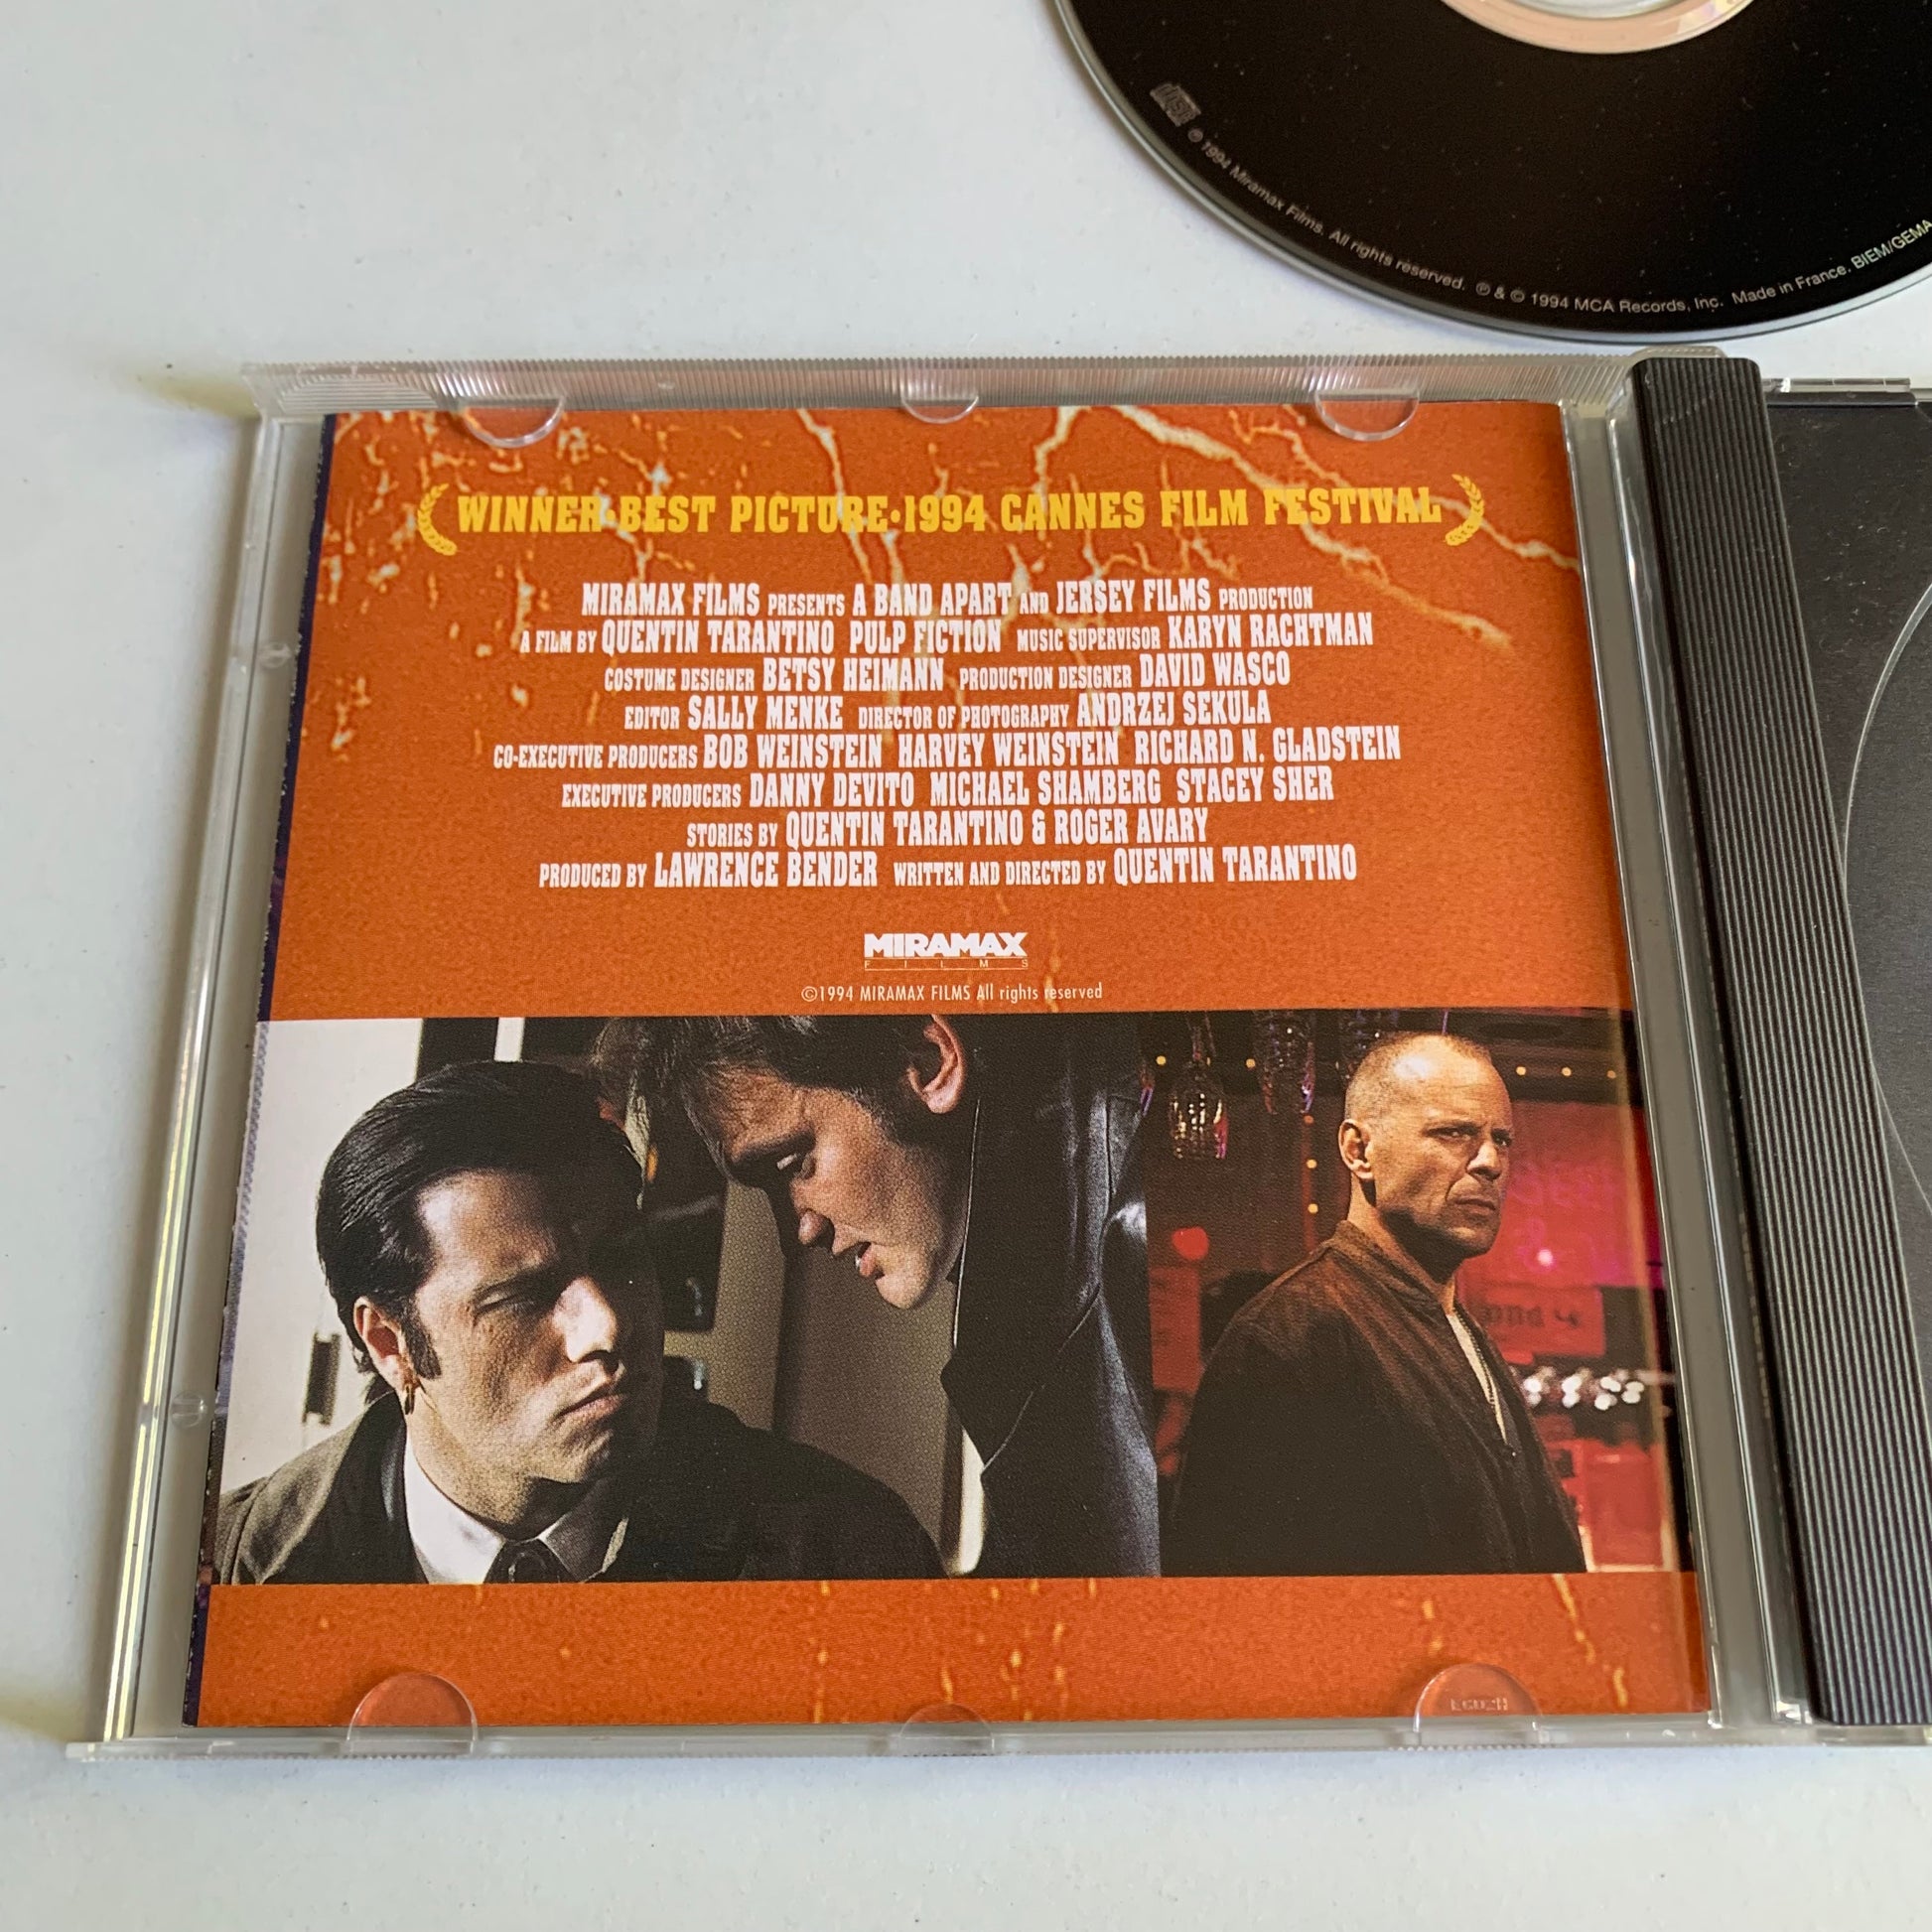 © 1994 Miramax Films. All rights reserved. ℗ & © 1994 MCA Records, Inc. Made in France. BIEM/GEMA
WINNER•BEST PICTURE•1994 CANNES FILM FESTIVAL
MIRAMAX FILMS PRESENTS A BAND APART AND JERSEY FILMS PRODUCTION
A FILM BY QUENTIN TARANTINO PULP FICTION MUSIC SUPERVISOR KARYN RACHTMAN
COSTUME DESIGNER BETSY HEIMANN PRODUCTION DESIGNER DAVID WASCO
EDITOR SALLY MENKE DIRECTOR OF PHOTOGRAPHY ANDRZEJ SEKULA
CO-EXECUTIVE PRODUCERS BOB WEINSTEIN HARVEY WEINSTEIN RICHARD N. GLADSTEIN
EXECUTIVE PRODUCERS DANNY DEVITO MICHAEL SHAMBERG STACEY SHER
STORIES BY QUENTIN TARANTINO & ROGER AVARY
PRODUCED BY LAWRENCE BENDER WRITTEN AND DIRECTED BY QUENTIN TARANTINO
MIRAMAX
FILMS
©1994 MIRAMAX FILMS All rights reserved